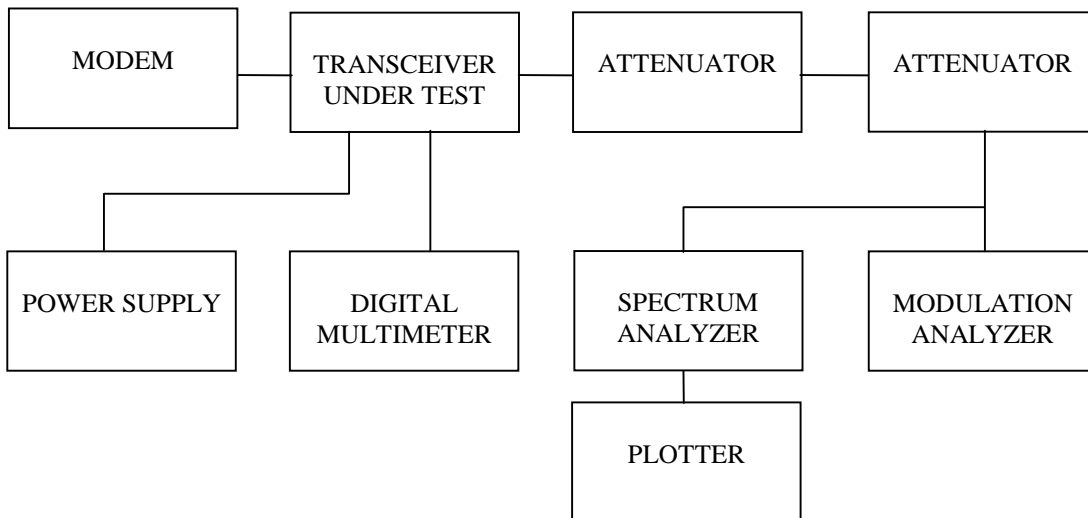 MODEM
TRANSCEIVER
UNDER TEST
ATTENUATOR
ATTENUATOR
POWER SUPPLY
DIGITAL
MULTIMETER
SPECTRUM
ANALYZER
MODULATION
ANALYZER
PLOTTER